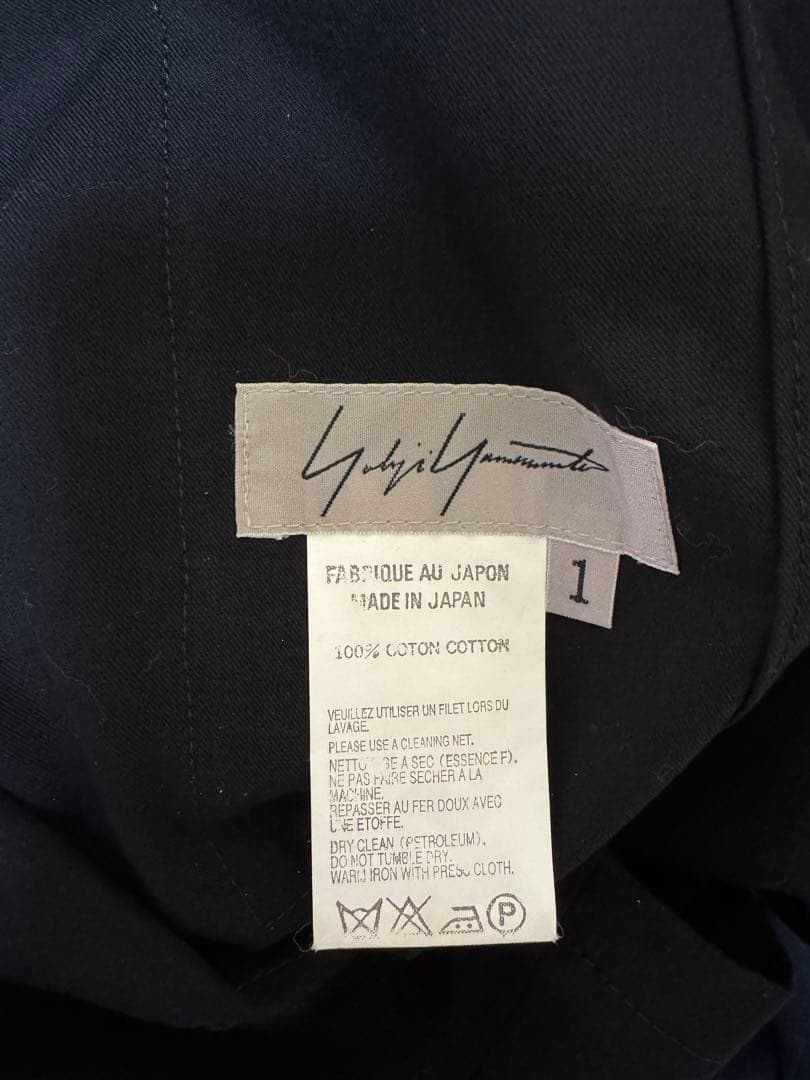 Yohji Yamamoto
1
FABRIQUE AU JAPON
MADE IN JAPAN
100% COTON COTTON
VEUILLEZ UTILISER UN FILET LORS DU
LAVAGE.
PLEASE USE A CLEANING NET.
NETTOYAGE A SEC (ESSENCE F).
NE PAS FAIRE SECHER A LA
MACHINE.
REPASSER AU FER DOUX AVEC
UNE ETOFFE.
DRY CLEAN (PETROLEUM).
DO NOT TUMBLE DRY.
WARM IRON WITH PRESS CLOTH.
P